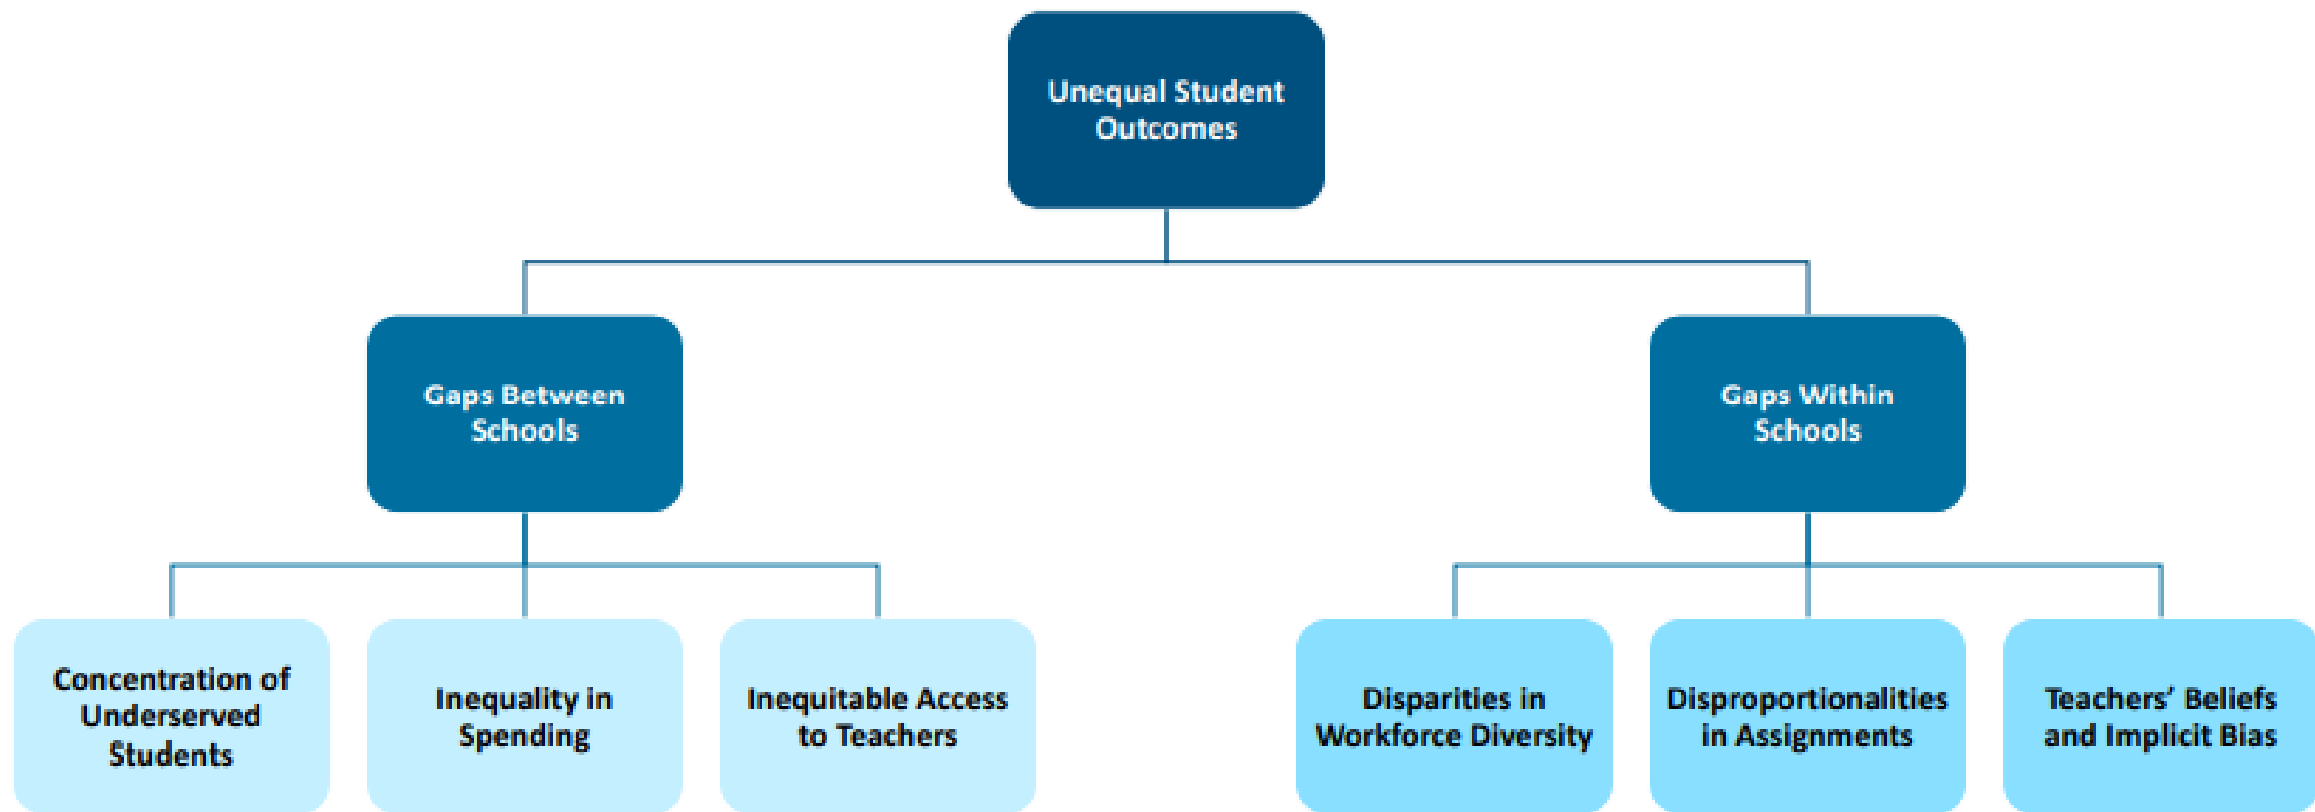 Unequal Student
Outcomes
Gaps Between
Schools
Gaps Within
Schools
Concentration of
Underserved
Students
Inequality in
Spending
Inequitable Access
to Teachers
Disparities in
Workforce Diversity
Disproportionalities
in Assignments
Teachers’ Beliefs
and Implicit Bias